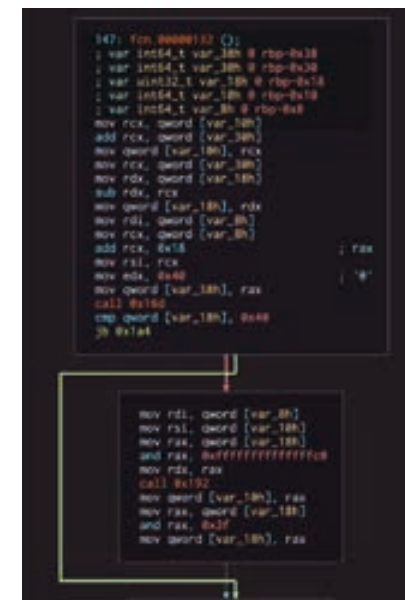 147: fcn.00000132 ();
; var int64_t var_38h @ rbp-0x38
; var int64_t var_30h @ rbp-0x30
; var uint32_t var_18h @ rbp-0x18
; var int64_t var_10h @ rbp-0x10
; var int64_t var_8h @ rbp-0x8
mov rcx, qword [var_30h]
add rcx, qword [var_30h]
mov qword [var_10h], rcx
mov rcx, qword [var_30h]
mov rdx, qword [var_18h]
sub rdx, rcx
mov qword [var_18h], rdx
mov rdi, qword [var_8h]
mov rcx, qword [var_8h]
add rcx, 0x18 ; rax
mov rsi, rcx
mov edx, 0x40 ; '@'
mov qword [var_38h], rax
call 0x16d
cmp qword [var_18h], 0x40
jb 0x1a4
mov rdi, qword [var_8h]
mov rsi, qword [var_10h]
mov rax, qword [var_18h]
and rax, 0xffffffffffffffc0
mov rdx, rax
call 0x192
mov qword [var_10h], rax
mov rax, qword [var_18h]
and rax, 0x3f
mov qword [var_18h], rax